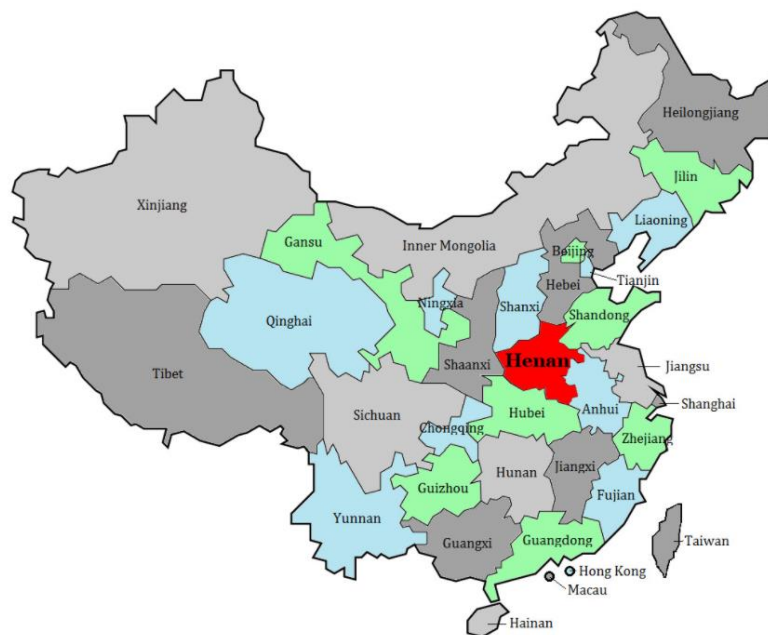 Heilongjiang
Jilin
Xinjiang
Liaoning
Gansu
Inner Mongolia
Beijing
Tianjin
Hebei
Ningxia
Shanxi
Shandong
Qinghai
Henan
Shaanxi
Jiangsu
Tibet
Shanghai
Sichuan
Hubei
Anhui
Chongqing
Zhejiang
Hunan
Jiangxi
Guizhou
Fujian
Yunnan
Guangxi
Guangdong
Taiwan
Hong Kong
Macau
Hainan